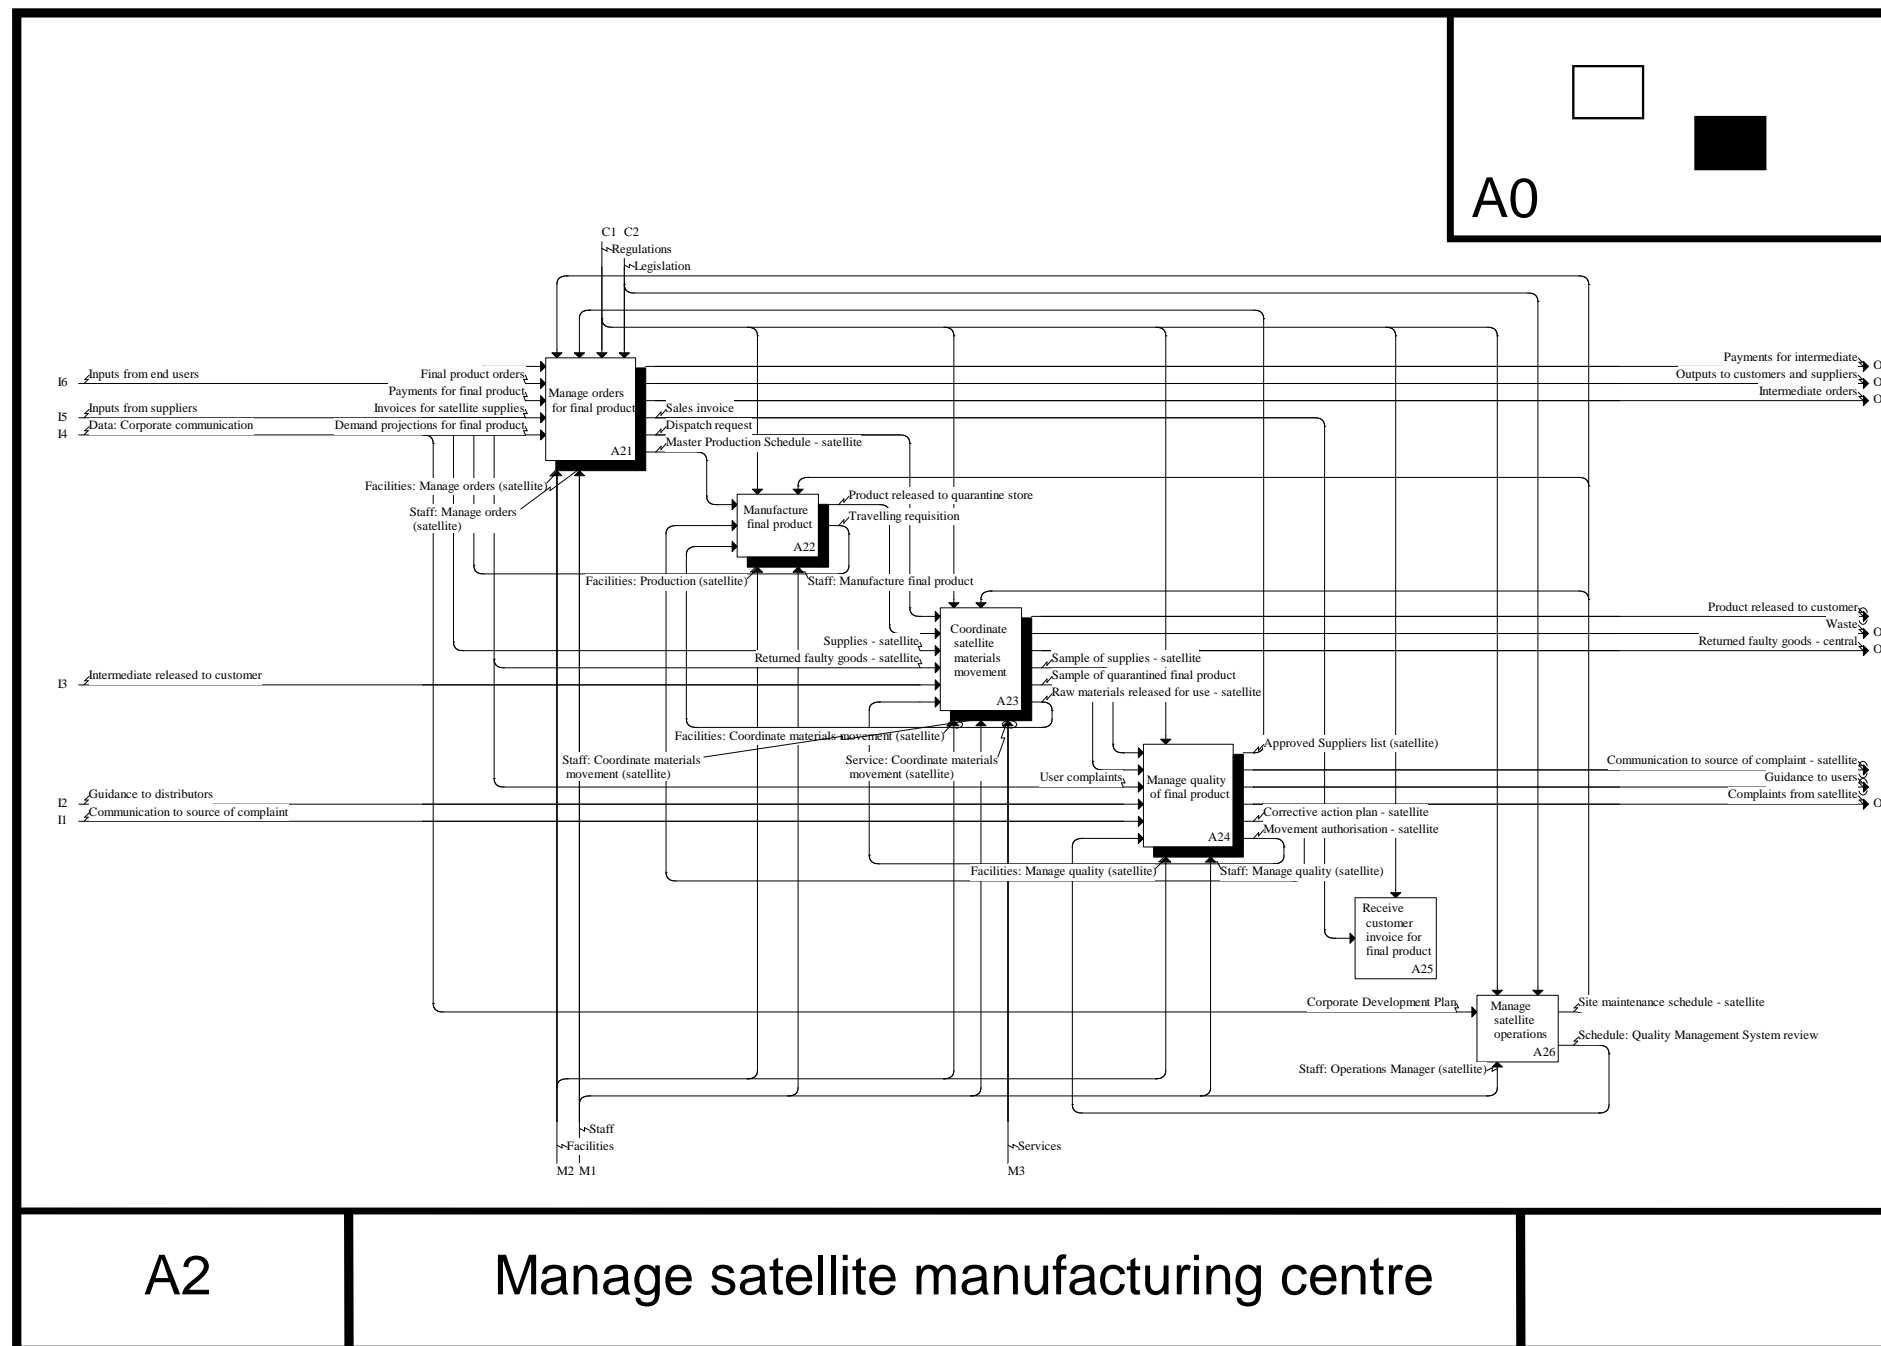 A0
C1 C2
Regulations
Legislation
Payments for intermediate
I6 Inputs from end users
Final product orders
Outputs to customers and suppliers
O
O
O
Payments for final product
Manage orders
for final product
A21
Intermediate orders
I5 Inputs from suppliers
Invoices for satellite supplies
Sales invoice
I4 Data: Corporate communication
Demand projections for final product
Dispatch request
Master Production Schedule - satellite
Facilities: Manage orders (satellite)
Staff: Manage orders
(satellite)
Product released to quarantine store
Travelling requisition
Manufacture
final product
A22
Facilities: Production (satellite)
Staff: Manufacture final product
Product released to customer
Waste
O
Returned faulty goods - central
O
Coordinate
satellite
materials
movement
A23
Supplies - satellite
Returned faulty goods - satellite
Sample of supplies - satellite
Sample of quarantined final product
Raw materials released for use - satellite
I3 Intermediate released to customer
Facilities: Coordinate materials movement (satellite)
Staff: Coordinate materials
movement (satellite)
Service: Coordinate materials
movement (satellite)
Approved Suppliers list (satellite)
Communication to source of complaint - satellite
User complaints
Manage quality
of final product
A24
Guidance to users
Complaints from satellite
O
I2 Guidance to distributors
I1 Communication to source of complaint
Corrective action plan - satellite
Movement authorisation - satellite
Facilities: Manage quality (satellite)
Staff: Manage quality (satellite)
Receive
customer
invoice for
final product
A25
Corporate Development Plan
Manage
satellite
operations
A26
Site maintenance schedule - satellite
Schedule: Quality Management System review
Staff: Operations Manager (satellite)
Staff
Facilities
Services
M2 M1
M3
A2
Manage satellite manufacturing centre